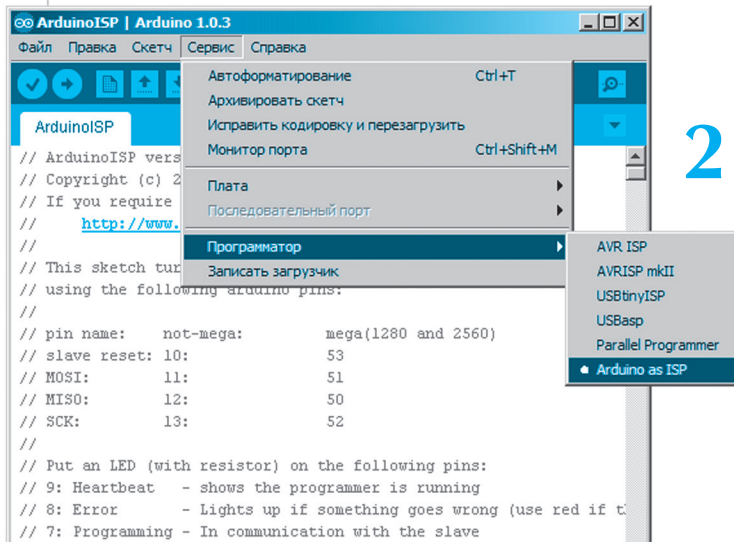 ArduinoISP | Arduino 1.0.3
Файл Правка Скетч Сервис Справка
Автоформатирование Ctrl+T
Архивировать скетч
Исправить кодировку и перезагрузить
Монитор порта Ctrl+Shift+M
Плата
Последовательный порт
Программатор
Записать загрузчик
AVR ISP
AVRISP mkII
USBtinyISP
USBasp
Parallel Programmer
Arduino as ISP
2
ArduinoISP
// ArduinoISP vers
// Copyright (c) 2
// If you require
// http://www.
//
// This sketch tur
// using the following arduino pins:
//
// pin name: not-mega: mega(1280 and 2560)
// slave reset: 10: 53
// MOSI: 11: 51
// MISO: 12: 50
// SCK: 13: 52
//
// Put an LED (with resistor) on the following pins:
// 9: Heartbeat - shows the programmer is running
// 8: Error - Lights up if something goes wrong (use red if t
// 7: Programming - In communication with the slave